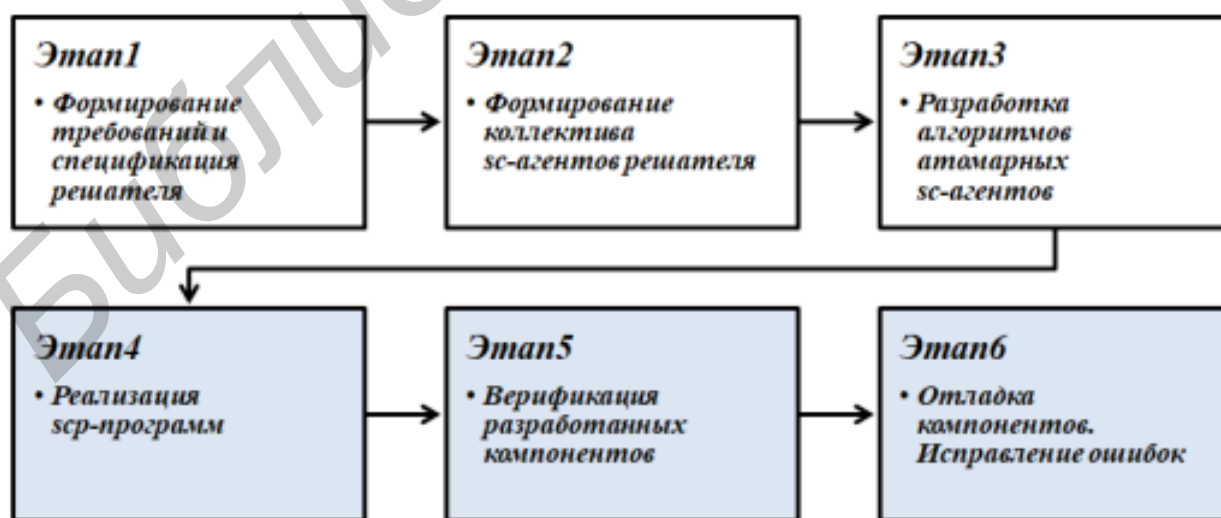 Этап1
• Формирование
требований и
спецификация
решателя
Этап2
• Формирование
коллектива
sc-агентов решателя
Этап3
• Разработка
алгоритмов
атомарных
sc-агентов
Этап4
• Реализация
scp-программ
Этап5
• Верификация
разработанных
компонентов
Этап6
• Отладка
компонентов.
Исправление ошибок
Библи